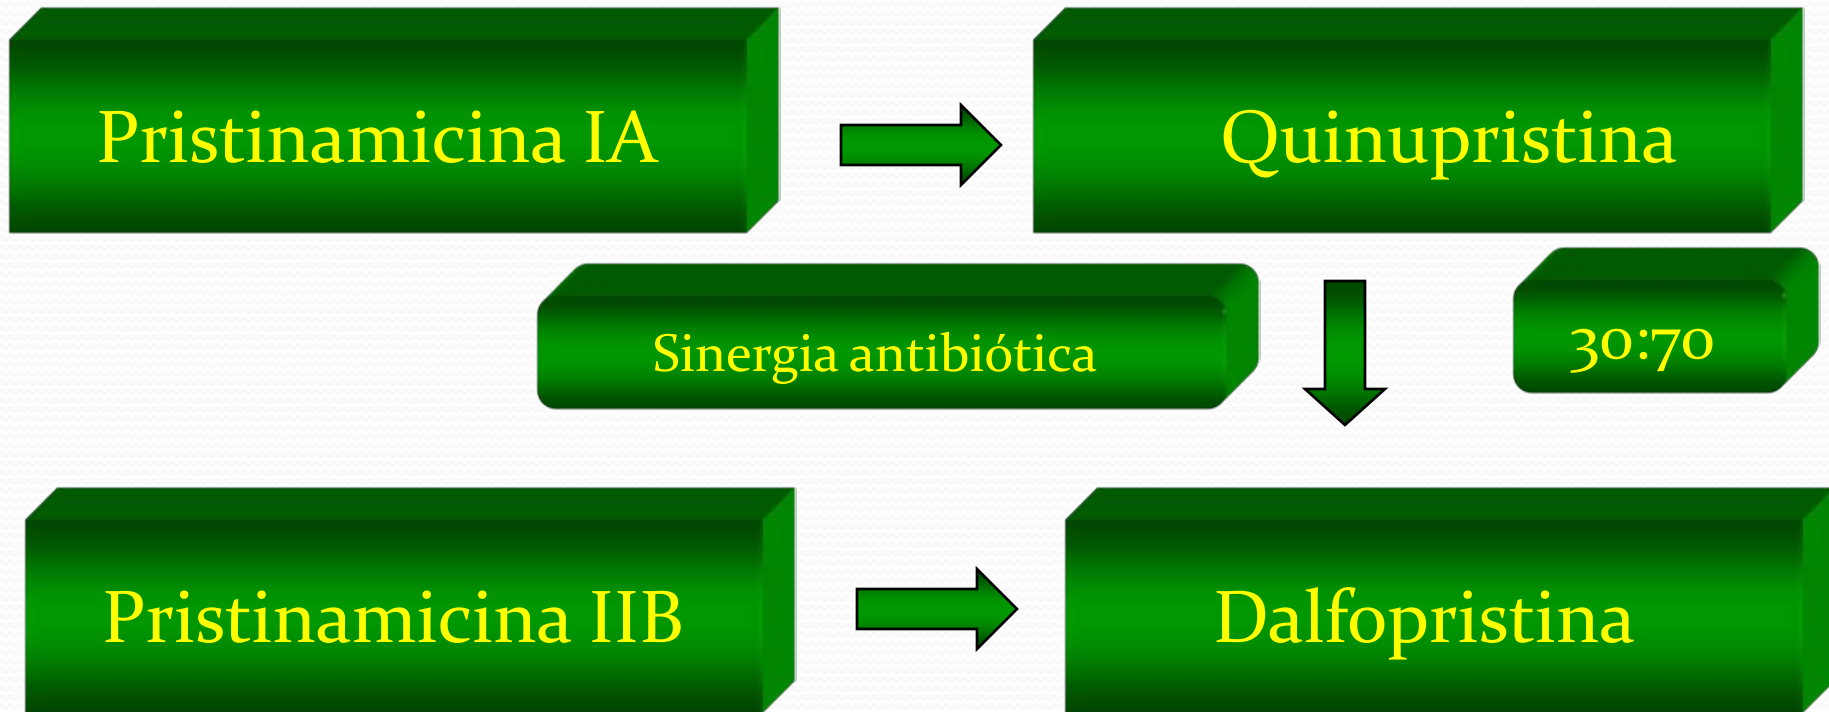 Pristinamicina IA
Quinupristina
Sinergia antibiótica
30:70
Pristinamicina IIB
Dalfopristina